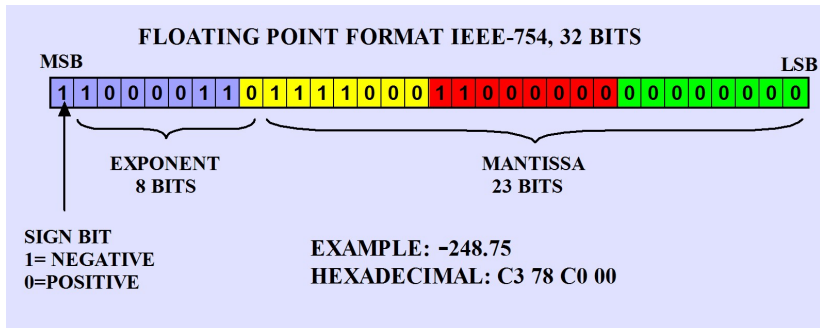 FLOATING POINT FORMAT IEEE-754, 32 BITS
MSB LSB
1 1 0 0 0 0 1 1 0 1 1 1 1 0 0 0 1 1 0 0 0 0 0 0 0 0 0 0 0 0 0 0
EXPONENT MANTISSA
8 BITS 23 BITS
SIGN BIT
1= NEGATIVE
0=POSITIVE
EXAMPLE: -248.75
HEXADECIMAL: C3 78 C0 00